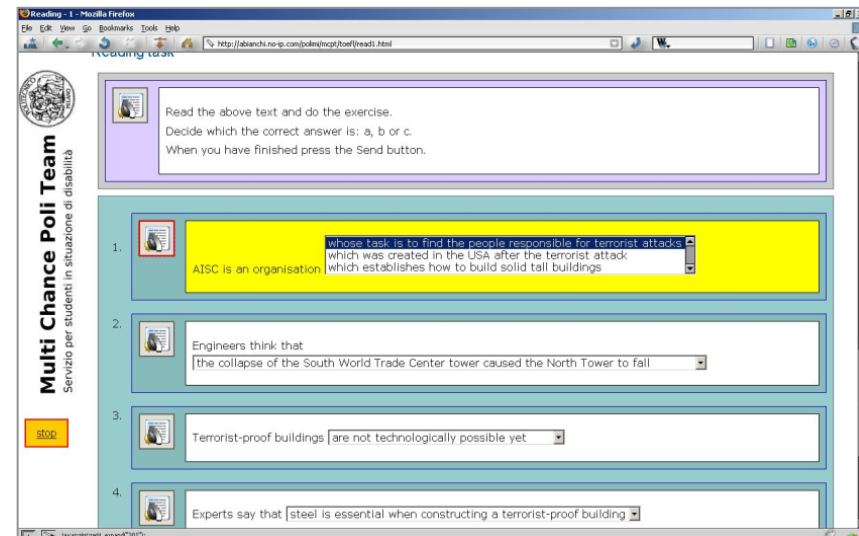 Reading - 1 - Mozilla Firefox
File Edit View Go Bookmarks Tools Help
http://abianchi.no-ip.com/polimi/mcpt/toefl/read1.html
W.
Reading task
Multi Chance Poli Team
Servizio per studenti in situazione di disabilità
stop
Read the above text and do the exercise.
Decide which the correct answer is: a, b or c.
When you have finished press the Send button.
1.
AISC is an organisation
whose task is to find the people responsible for terrorist attacks
which was created in the USA after the terrorist attack
which establishes how to build solid tall buildings
2.
Engineers think that
the collapse of the South World Trade Center tower caused the North Tower to fall
3.
Terrorist-proof buildings are not technologically possible yet
4.
Experts say that steel is essential when constructing a terrorist-proof building